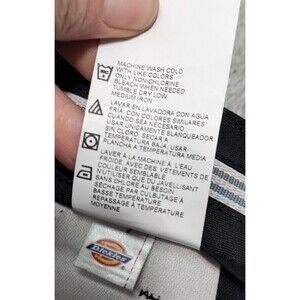 MACHINE WASH COLD
WITH LIKE COLORS
ONLY NON-CHLORINE
BLEACH WHEN NEEDED
TUMBLE DRY LOW
MEDIUM IRON
LAVAR EN LAVADORA CON AGUA
FRIA, CON COLORES SIMILARES
CUANDO SEA NECESARIO
USAR UNICAMENTE BLANQUEADOR
SIN CLORO, SECAR A
TEMPERATURA BAJA, USAR
PLANCHA A TEMPERATURA MEDIA
LAVER À LA MACHINE À L'EAU
FROIDE, AVEC DES VETEMENTS DE
COULEUR
N'UTILISER QUE DU JAVELLISANT
SANS CHLORE AU BESOIN
SÉCHAGE PAR CULBUTAGE À
BASSE TEMPÉRATURE
REPASSAGE À TEMPÉRATURE
MOYENNE
Dickies